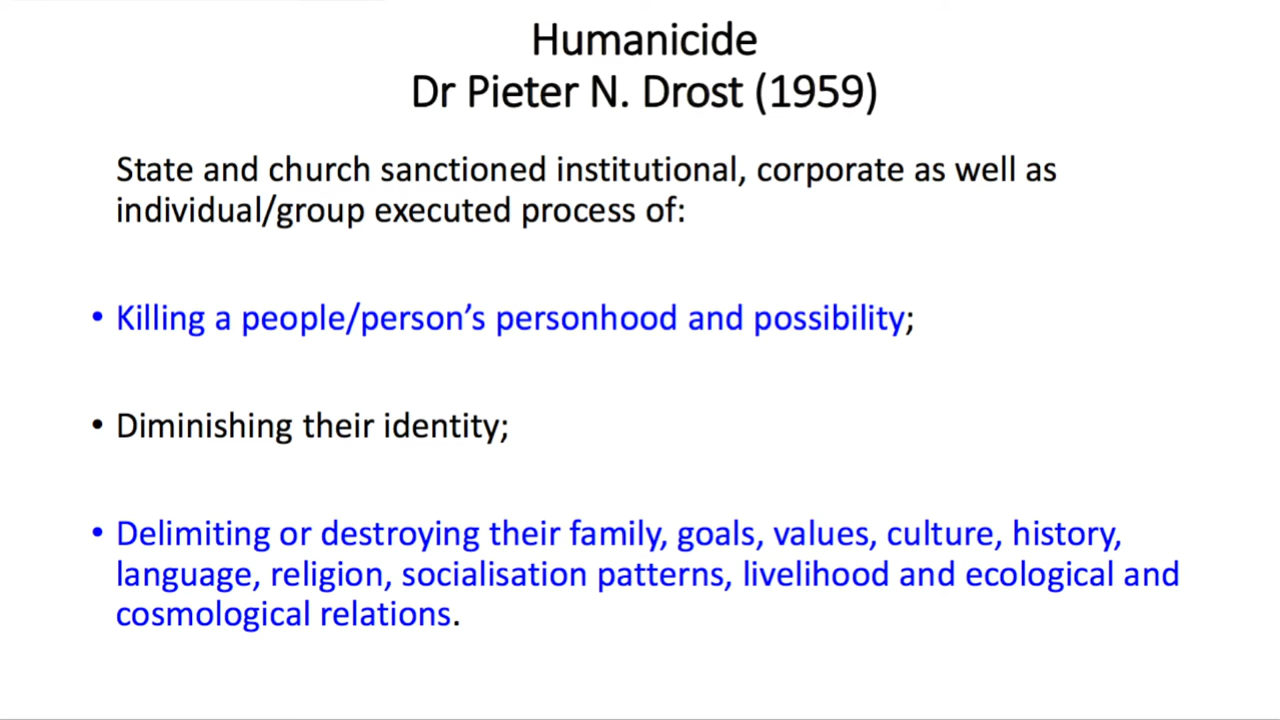 Humanicide
Dr Pieter N. Drost (1959)
State and church sanctioned institutional, corporate as well as
individual/group executed process of:
• Killing a people/person’s personhood and possibility;
• Diminishing their identity;
• Delimiting or destroying their family, goals, values, culture, history,
language, religion, socialisation patterns, livelihood and ecological and
cosmological relations.